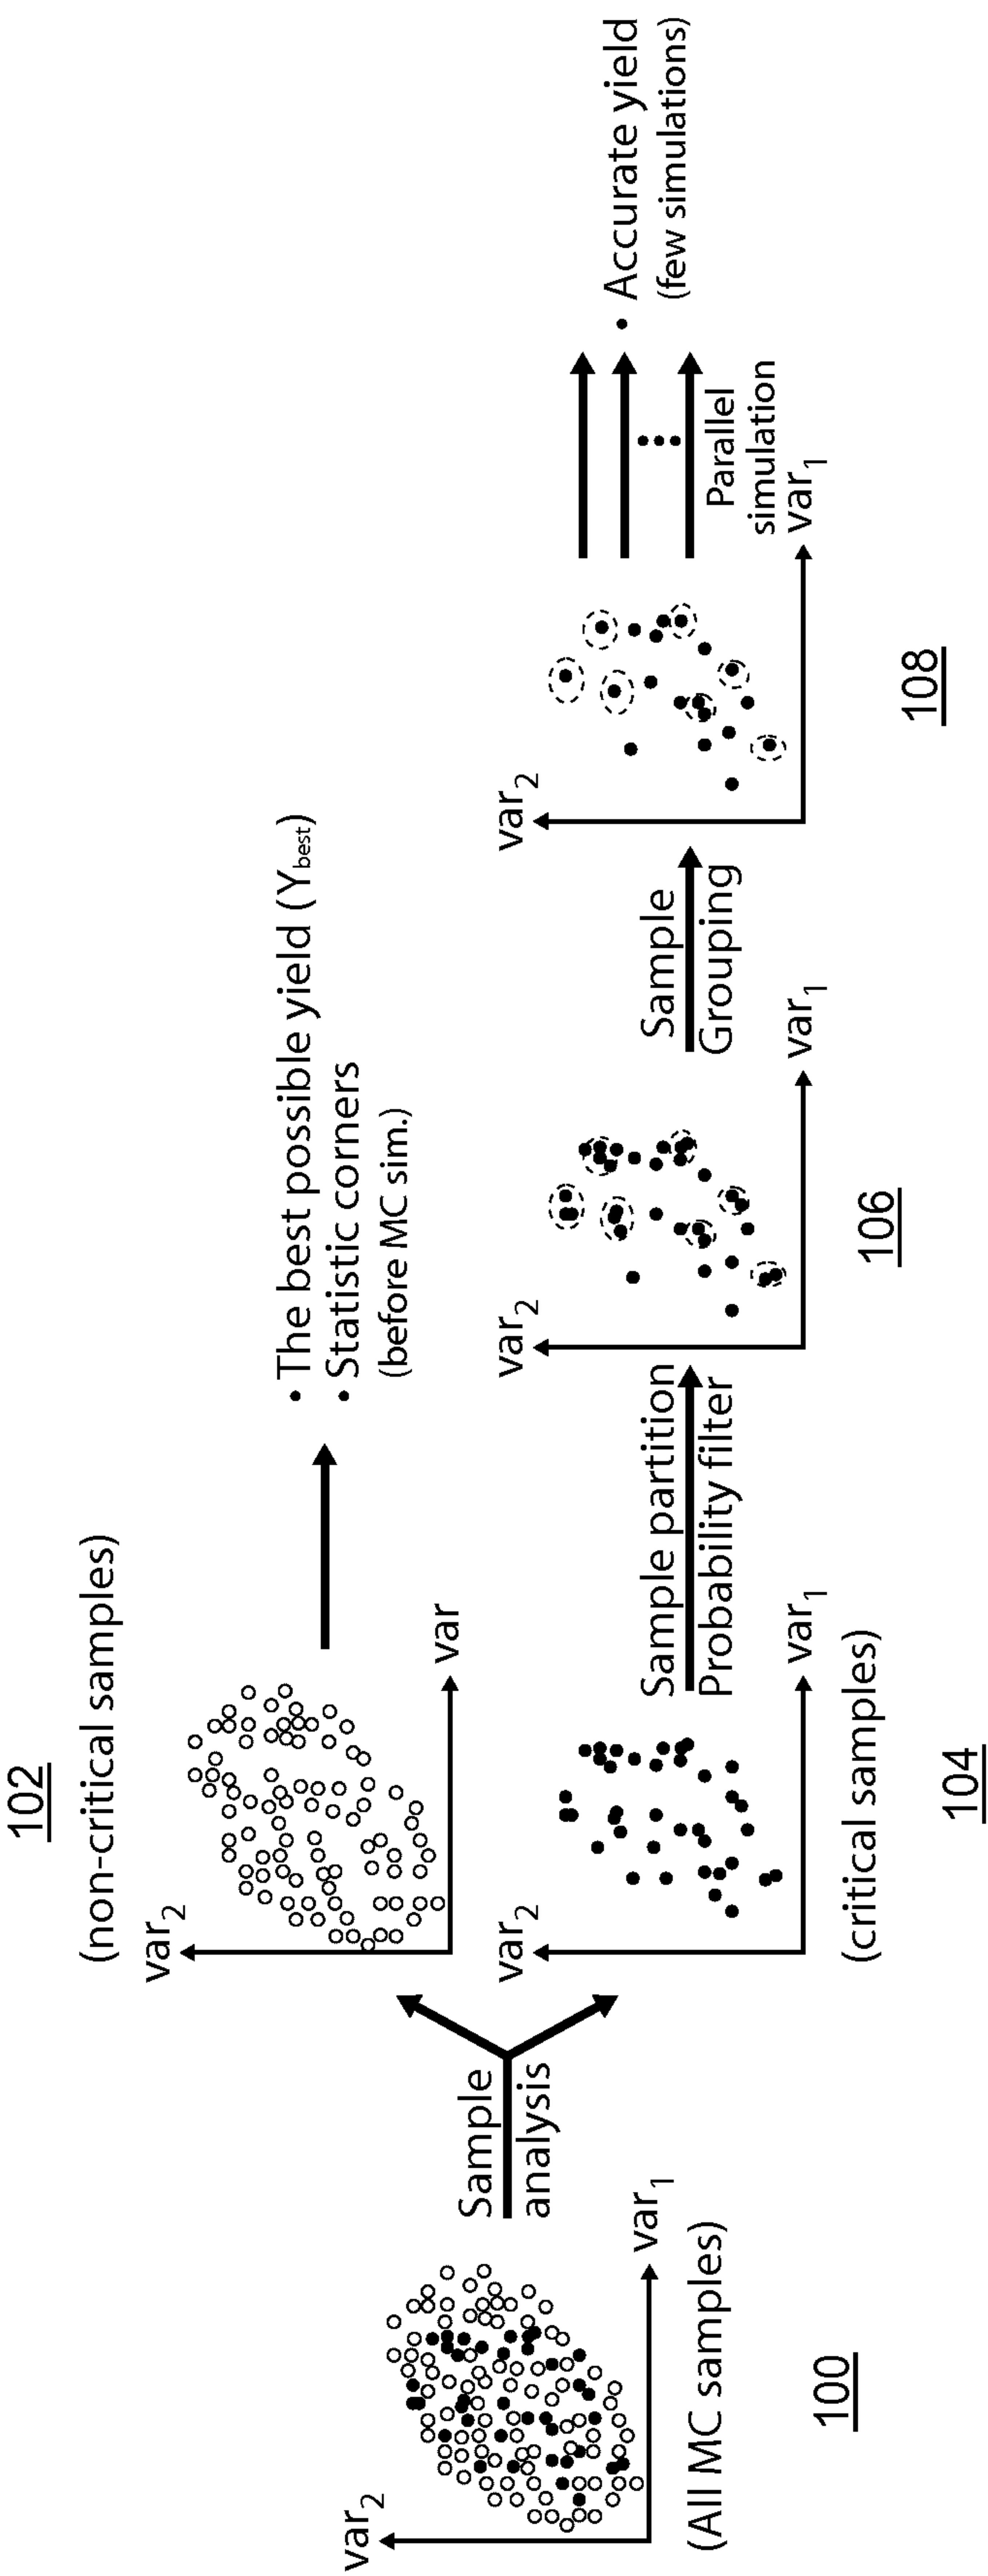 var2
var1
(All MC samples)
100
Sample
analysis
102
(non-critical samples)
var2
var
• The best possible yield (Ybest)
• Statistic corners
(before MC sim.)
var2
var1
(critical samples)
104
Sample partition
Probability filter
var2
var1
106
Sample
Grouping
var2
var1
108
Parallel
simulation
• Accurate yield
(few simulations)